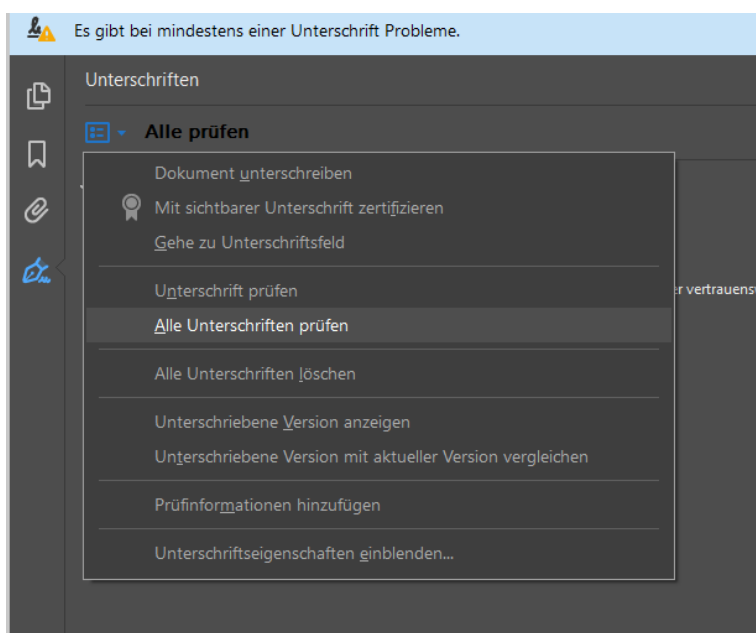 Es gibt bei mindestens einer Unterschrift Probleme.
Unterschriften
Alle prüfen
Dokument unterschreiben
Mit sichtbarer Unterschrift zertifizieren
Gehe zu Unterschriftsfeld
Unterschrift prüfen
Alle Unterschriften prüfen
Alle Unterschriften löschen
Unterschriebene Version anzeigen
Unterschriebene Version mit aktueller Version vergleichen
Prüfinformationen hinzufügen
Unterschriftseigenschaften einblenden...